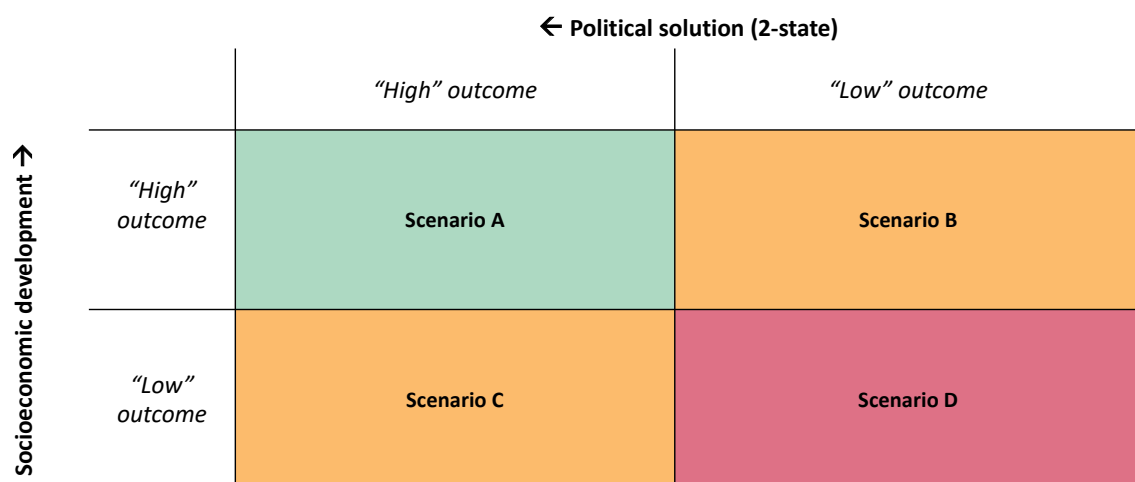 ← Political solution (2-state)
“High” outcome
“Low” outcome
Socioeconomic development →
“High”
outcome
Scenario A
Scenario B
“Low”
outcome
Scenario C
Scenario D